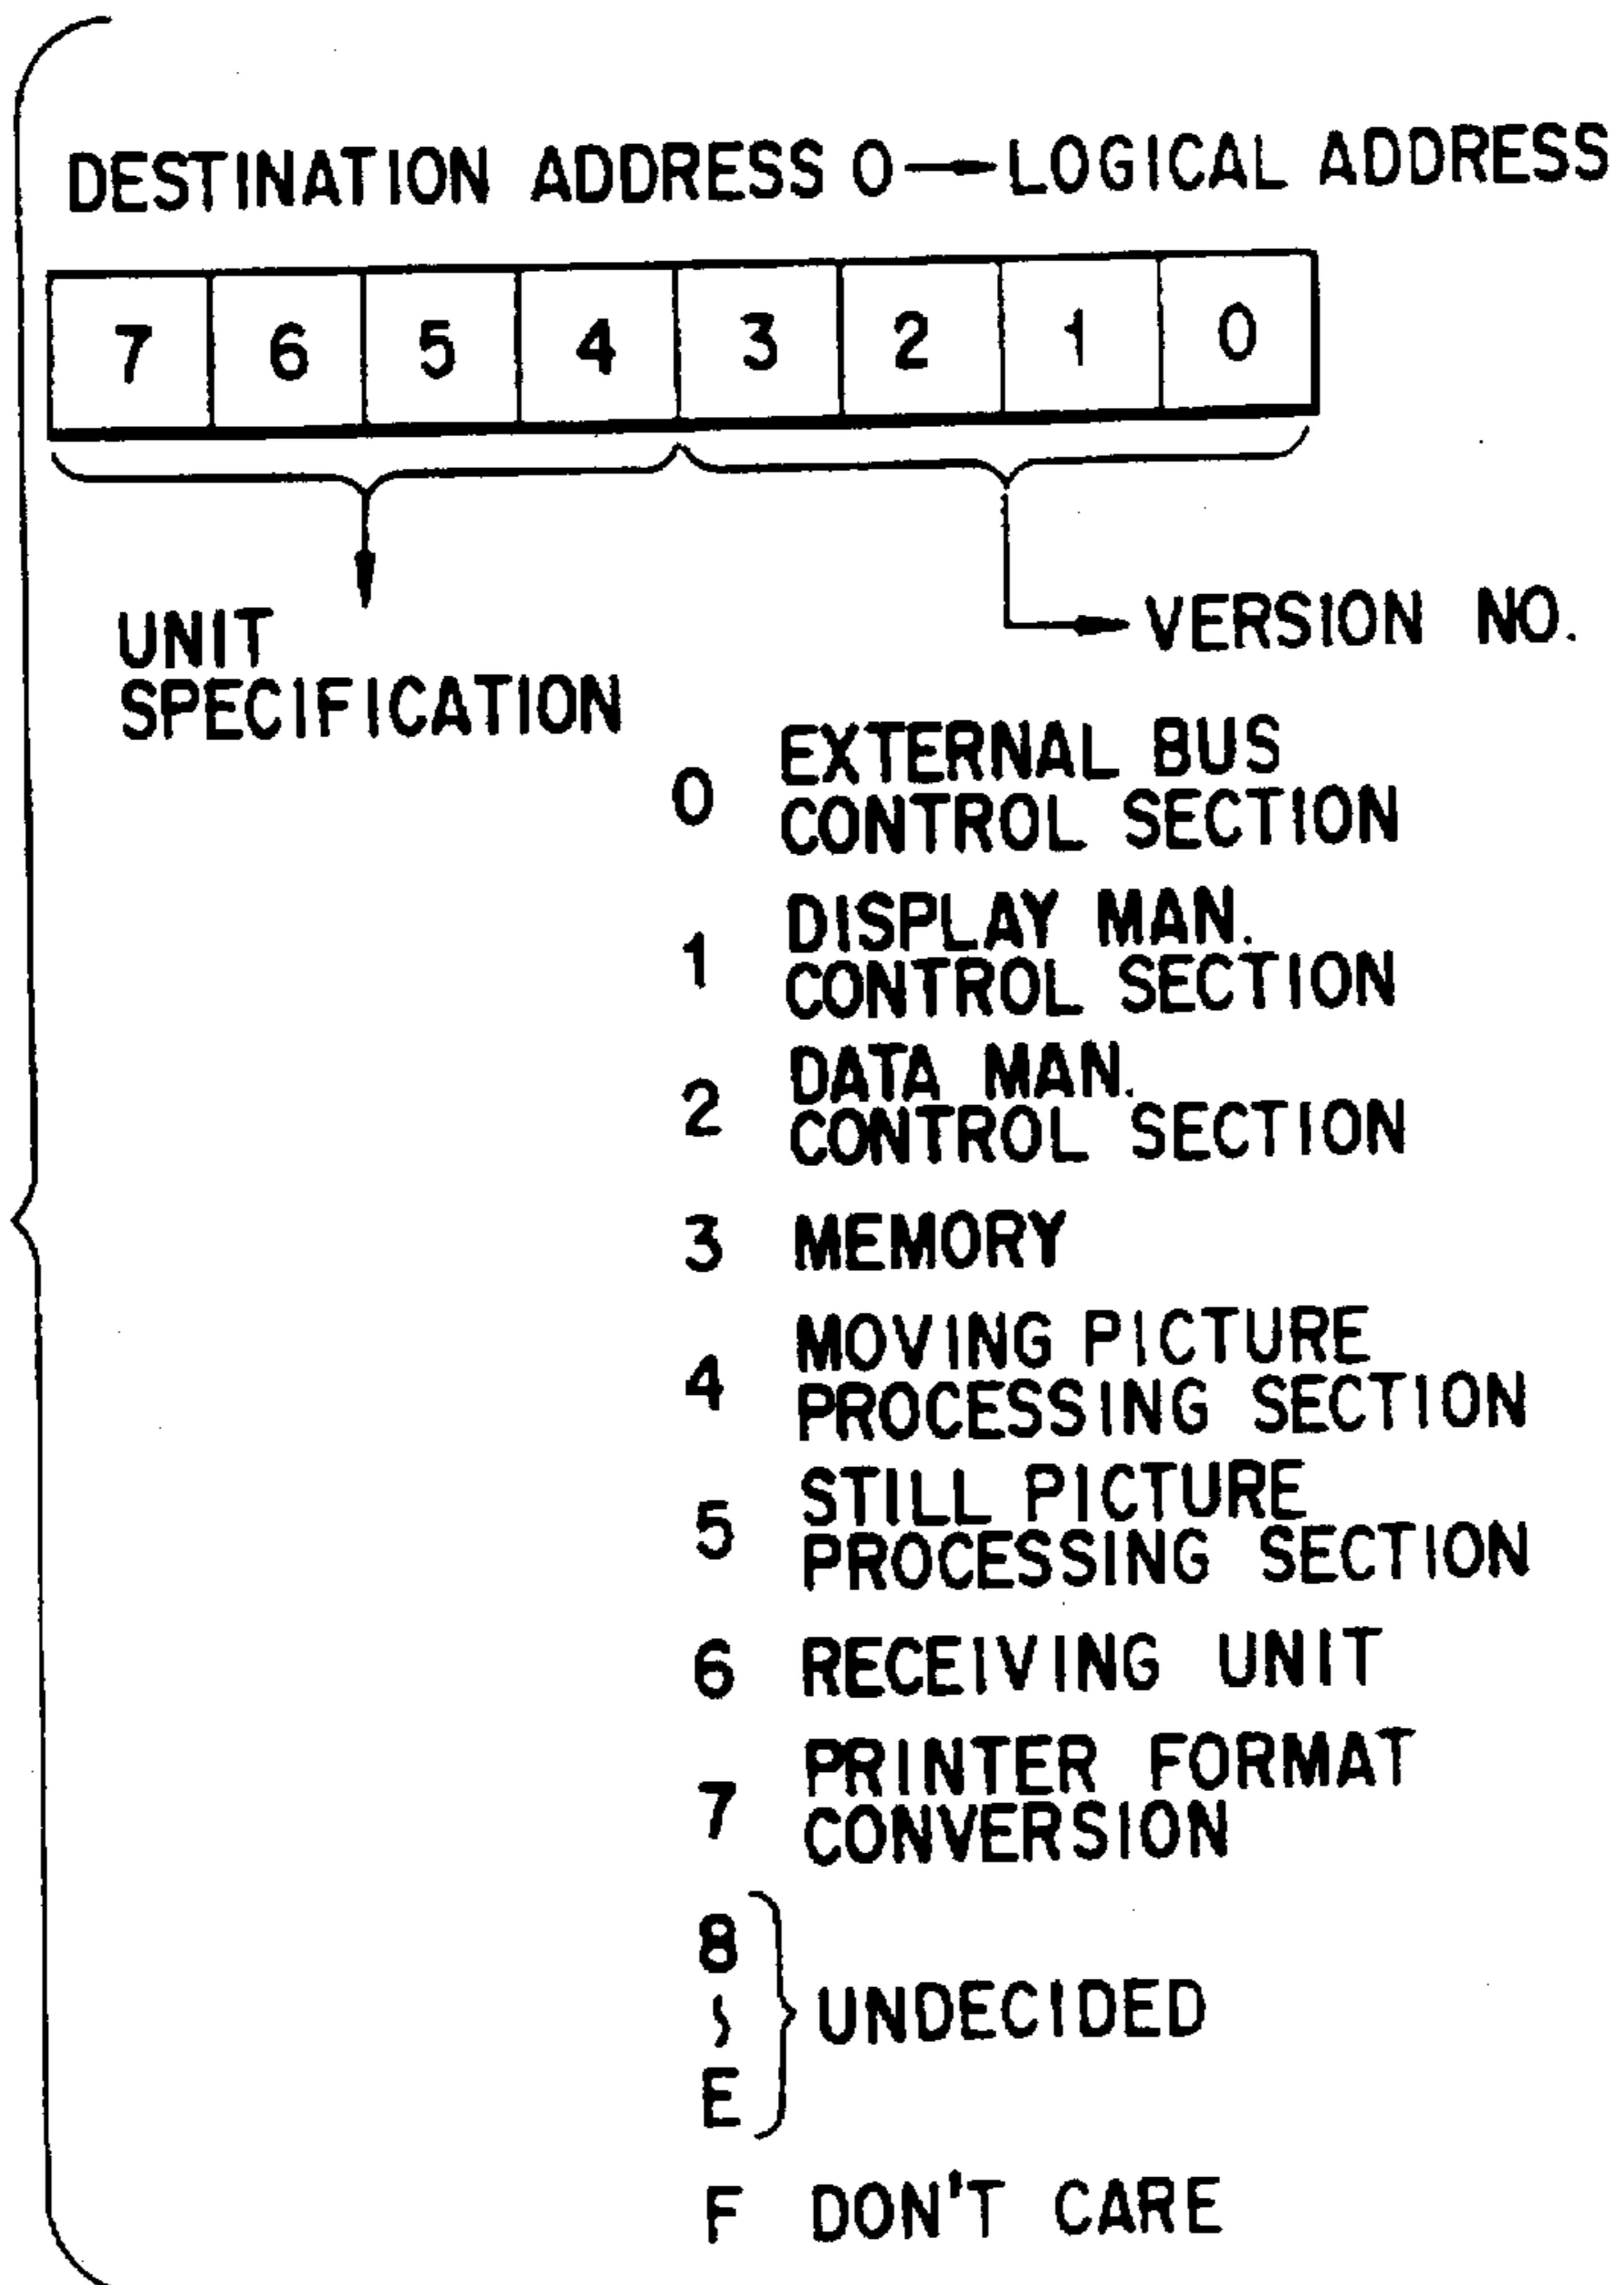 DESTINATION ADDRESS 0 → LOGICAL ADDRESS
7 6 5 4 3 2 1 0
UNIT
SPECIFICATION
VERSION NO.
0 EXTERNAL BUS
CONTROL SECTION
1 DISPLAY MAN.
CONTROL SECTION
2 DATA MAN.
CONTROL SECTION
3 MEMORY
4 MOVING PICTURE
PROCESSING SECTION
5 STILL PICTURE
PROCESSING SECTION
6 RECEIVING UNIT
7 PRINTER FORMAT
CONVERSION
8
~
E
UNDECIDED
F DON'T CARE